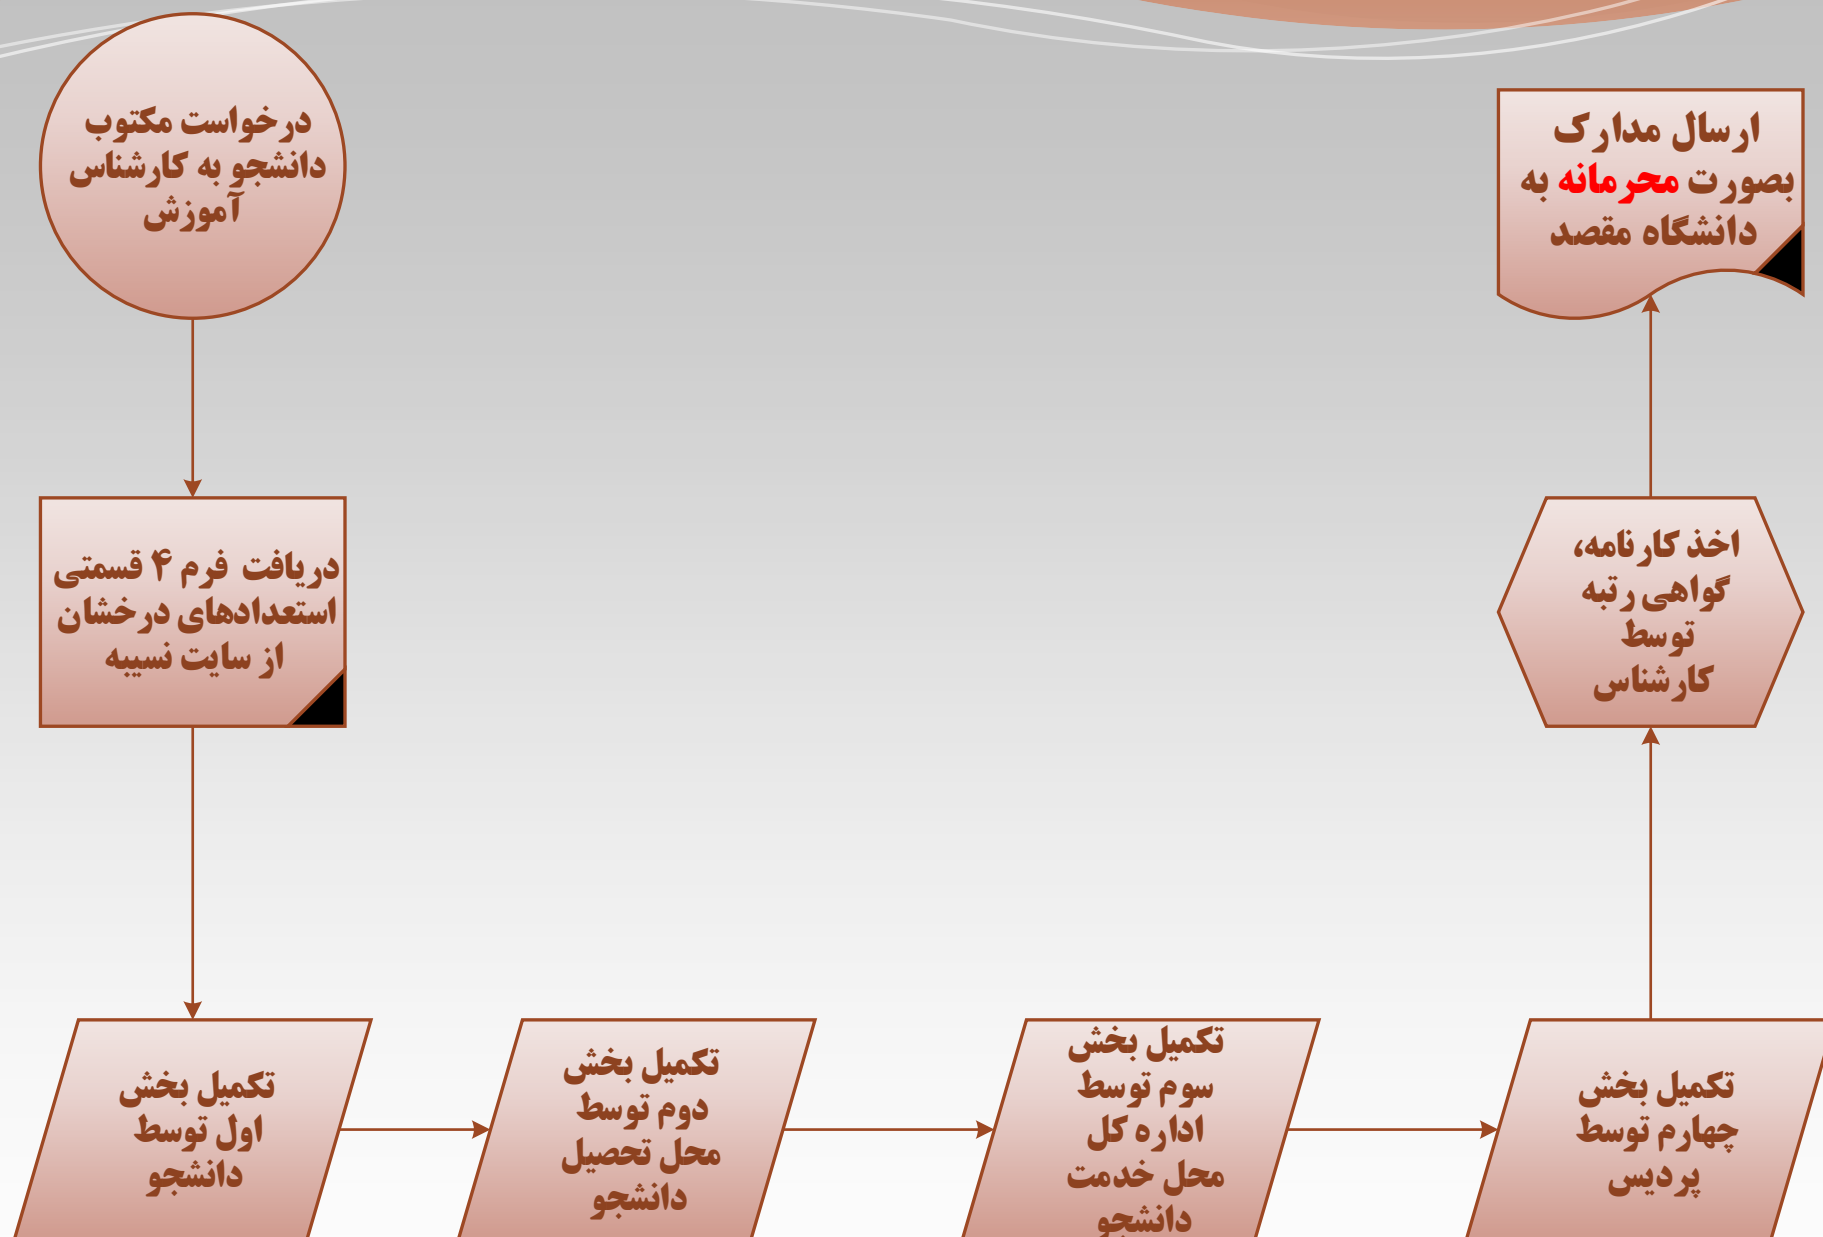 درخواست مکتوب
دانشجو به کارشناس
آموزش
دریافت فرم ۴ قسمتی
استعدادهای درخشان
از سایت نسیبه
تکمیل بخش
اول توسط
دانشجو
تکمیل بخش
دوم توسط
محل تحصیل
دانشجو
تکمیل بخش
سوم توسط
اداره کل
محل خدمت
دانشجو
تکمیل بخش
چهارم توسط
پردیس
اخذ کارنامه،
گواهی رتبه
توسط
کارشناس
ارسال مدارک
بصورت محرمانه به
دانشگاه مقصد